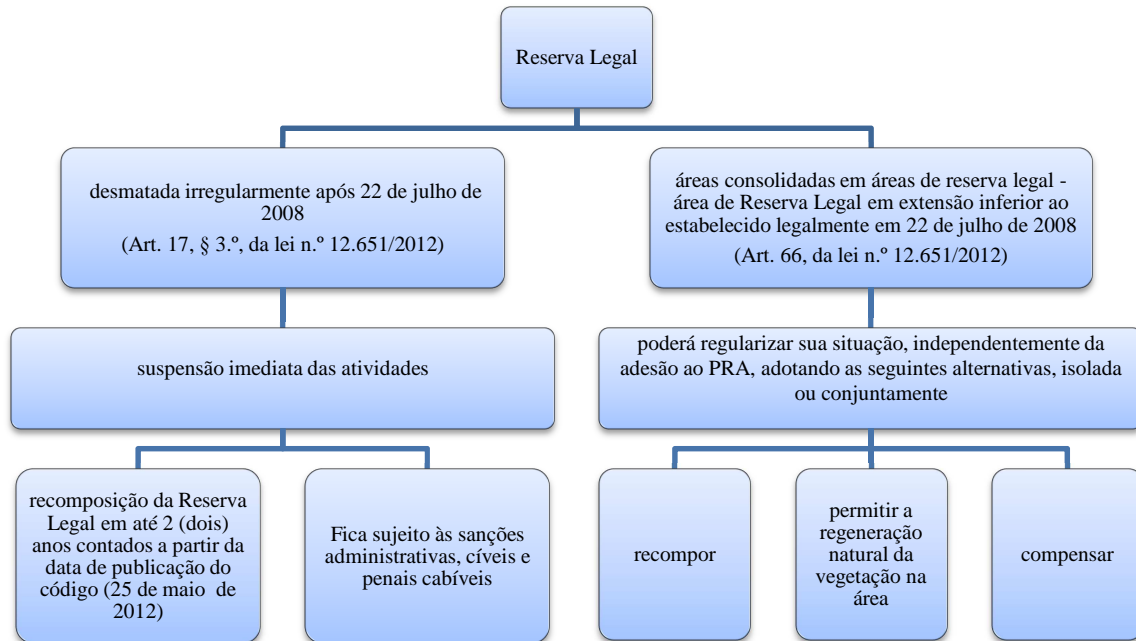 Reserva Legal
desmatada irregularmente após 22 de julho de
2008
(Art. 17, § 3.º, da lei n.º 12.651/2012)
áreas consolidadas em áreas de reserva legal -
área de Reserva Legal em extensão inferior ao
estabelecido legalmente em 22 de julho de 2008
(Art. 66, da lei n.º 12.651/2012)
suspensão imediata das atividades
poderá regularizar sua situação, independentemente da
adesão ao PRA, adotando as seguintes alternativas, isolada
ou conjuntamente
recomposição da Reserva
Legal em até 2 (dois)
anos contados a partir da
data de publicação do
código (25 de maio de
2012)
Fica sujeito às sanções
administrativas, cíveis e
penais cabíveis
recompor
permitir a
regeneração
natural da
vegetação na
área
compensar